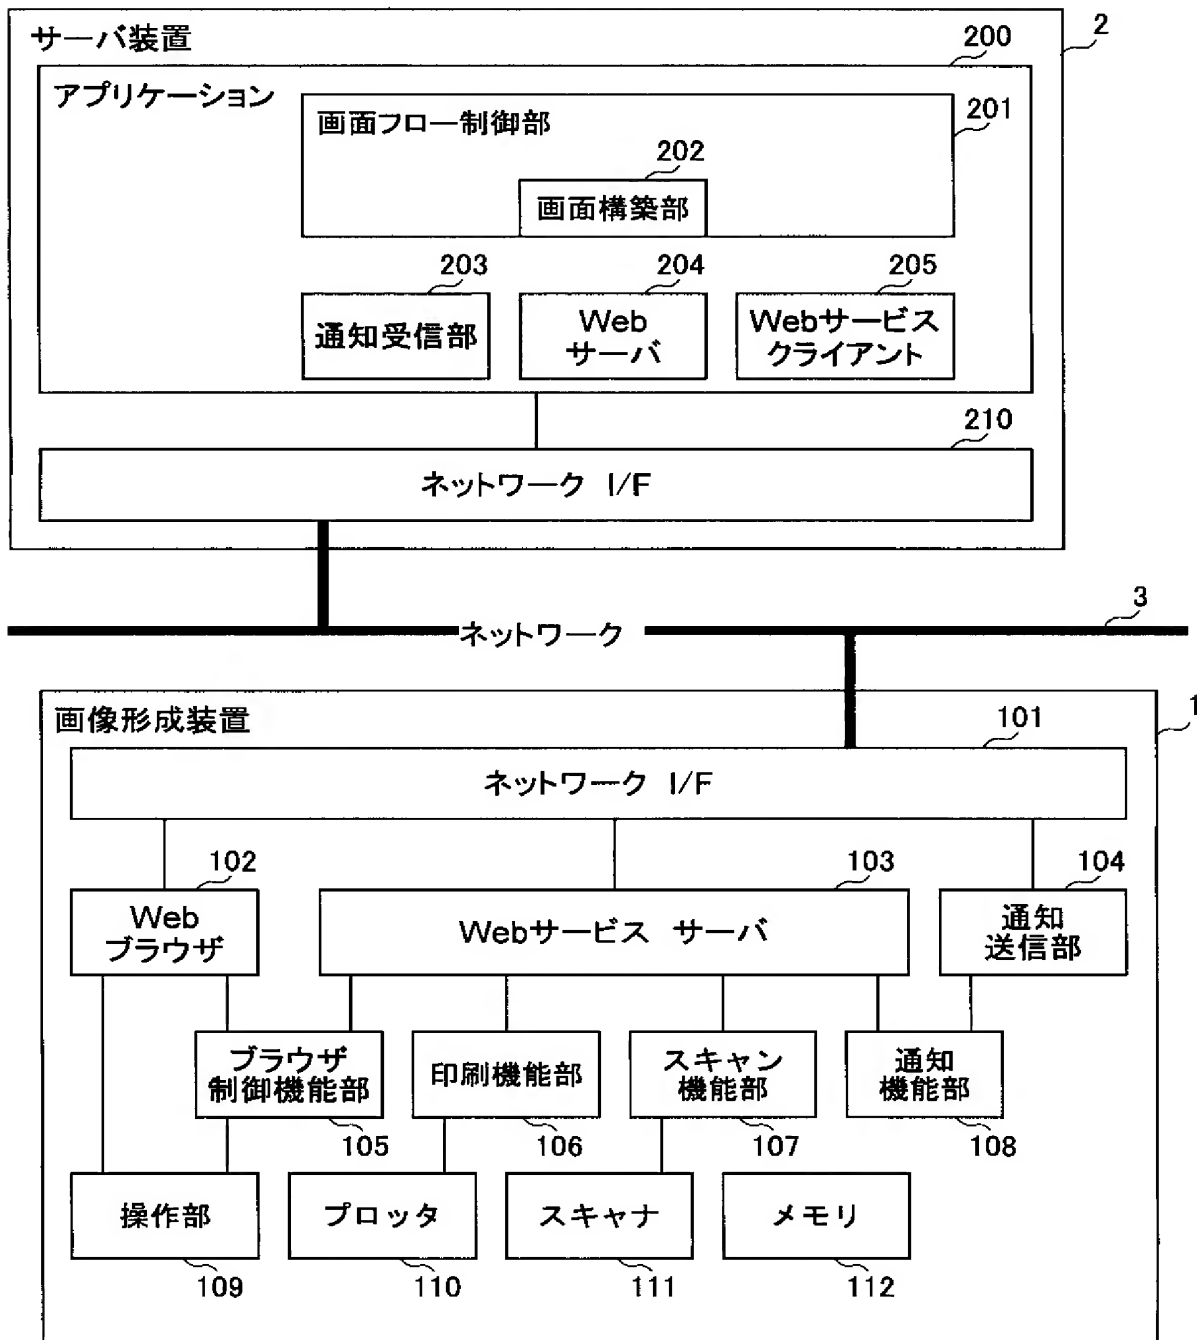 サーバ装置
2
200
アプリケーション
201
画面フロー制御部
202
画面構築部
203
204
205
通知受信部
Web
サーバ
Webサービス
クライアント
210
ネットワーク I/F
3
ネットワーク
1
画像形成装置
101
ネットワーク I/F
102
103
104
Web
ブラウザ
Webサービス サーバ
通知
送信部
ブラウザ
制御機能部
印刷機能部
スキャン
機能部
通知
機能部
105
106
107
108
操作部
プロッタ
スキャナ
メモリ
109
110
111
112